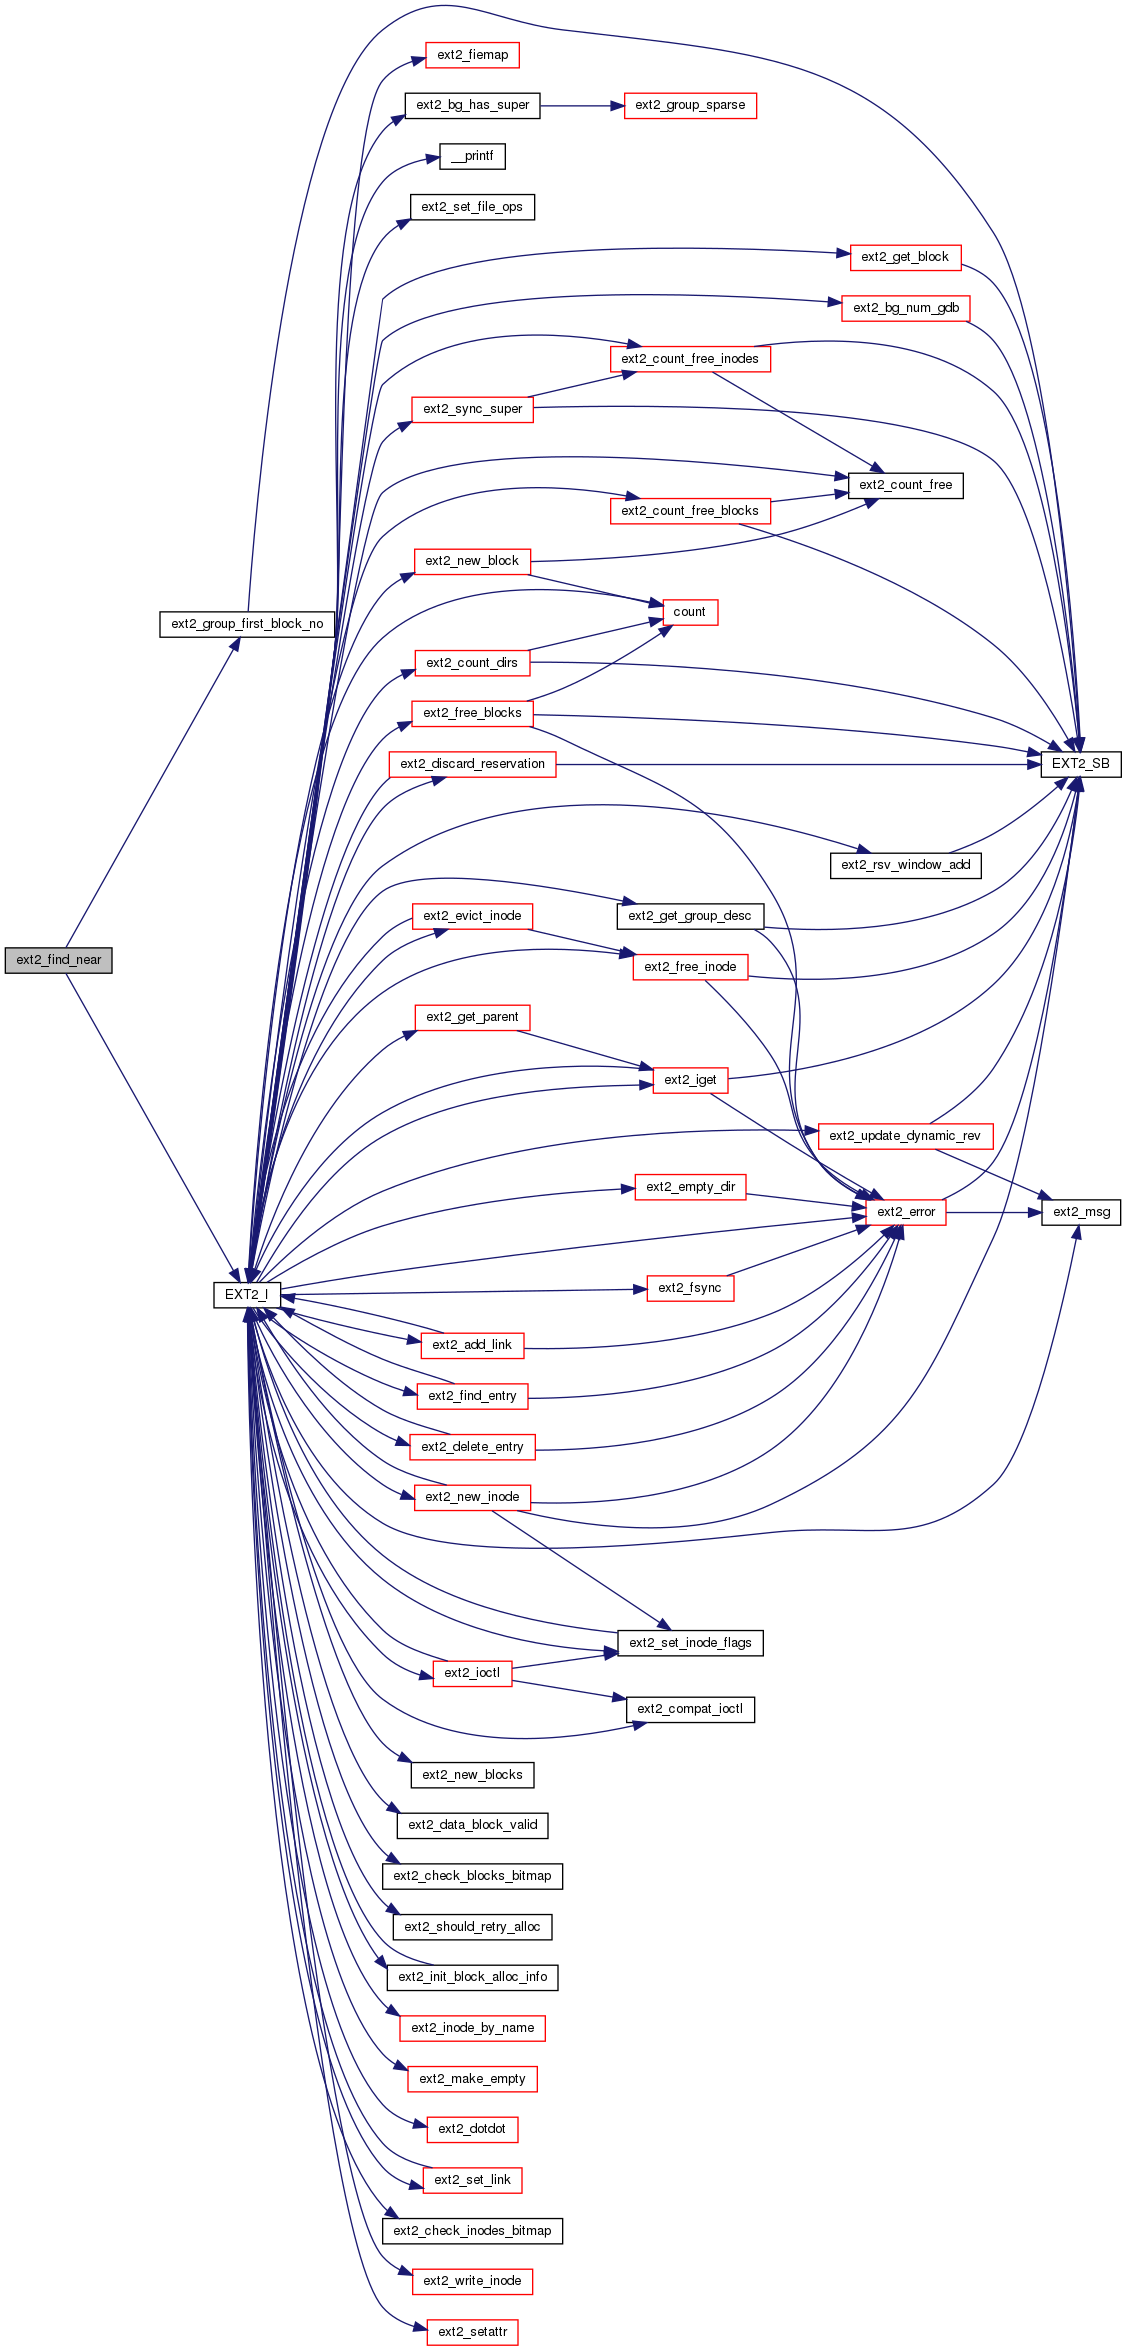 ext2_fiemap
ext2_bg_has_super
ext2_group_sparse
__printf
ext2_set_file_ops
ext2_get_block
ext2_bg_num_gdb
ext2_count_free_inodes
ext2_sync_super
ext2_count_free
ext2_count_free_blocks
ext2_new_block
count
ext2_group_first_block_no
ext2_count_dirs
ext2_free_blocks
ext2_discard_reservation
EXT2_SB
ext2_rsv_window_add
ext2_evict_inode
ext2_get_group_desc
ext2_find_near
ext2_free_inode
ext2_get_parent
ext2_iget
ext2_update_dynamic_rev
ext2_empty_dir
ext2_error
ext2_msg
EXT2_I
ext2_fsync
ext2_add_link
ext2_find_entry
ext2_delete_entry
ext2_new_inode
ext2_set_inode_flags
ext2_ioctl
ext2_compat_ioctl
ext2_new_blocks
ext2_data_block_valid
ext2_check_blocks_bitmap
ext2_should_retry_alloc
ext2_init_block_alloc_info
ext2_inode_by_name
ext2_make_empty
ext2_dotdot
ext2_set_link
ext2_check_inodes_bitmap
ext2_write_inode
ext2_setattr